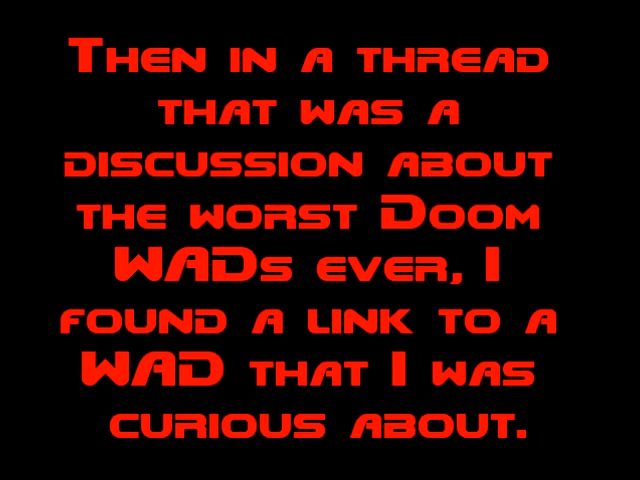 Then in a thread
that was a
discussion about
the worst Doom
WADs ever, I
found a link to a
WAD that I was
curious about.